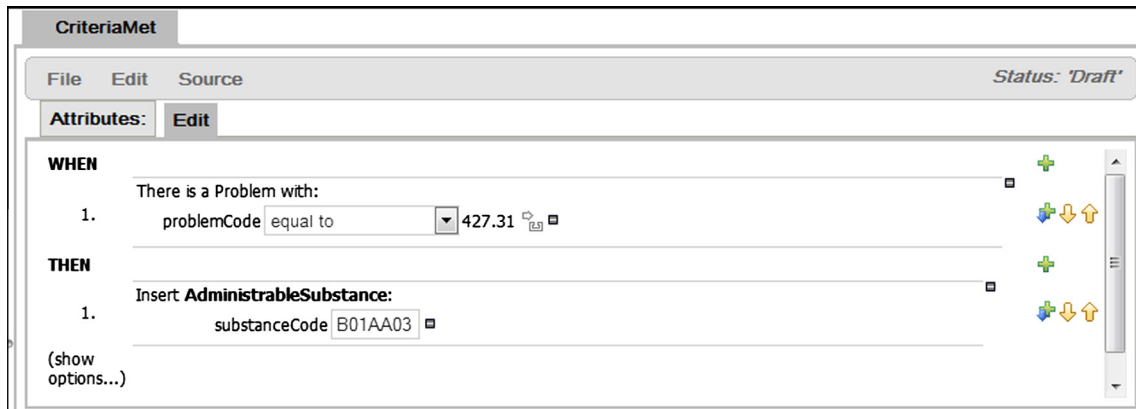 CriteriaMet
File Edit Source Status: 'Draft'
Attributes: Edit
WHEN
There is a Problem with:
1. problemCode equal to 427.31
THEN
Insert AdministrableSubstance:
1. substanceCode B01AA03
(show
options...)